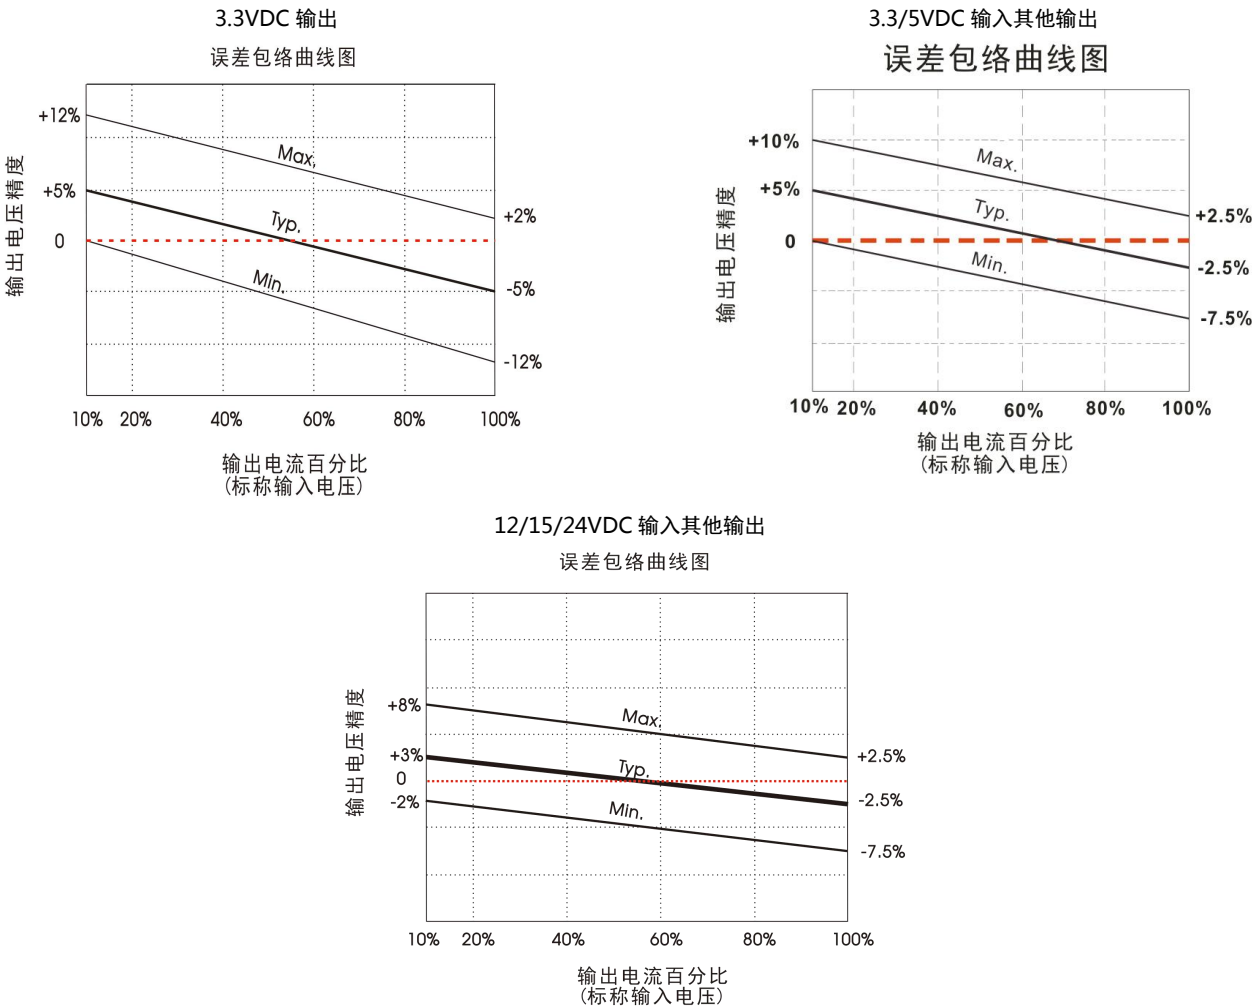 3.3VDC 输出
误差包络曲线图
输出电压精度
+12%
+5%
0
Max.
Typ.
Min.
+2%
-5%
-12%
10% 20% 40% 60% 80% 100%
输出电流百分比
(标称输入电压)
3.3/5VDC 输入其他输出
误差包络曲线图
输出电压精度
+10%
+5%
0
Max.
Typ.
Min.
+2.5%
-2.5%
-7.5%
10% 20% 40% 60% 80% 100%
输出电流百分比
(标称输入电压)
12/15/24VDC 输入其他输出
误差包络曲线图
输出电压精度
+8%
+3%
0
-2%
Max.
Typ.
Min.
+2.5%
-2.5%
-7.5%
10% 20% 40% 60% 80% 100%
输出电流百分比
(标称输入电压)